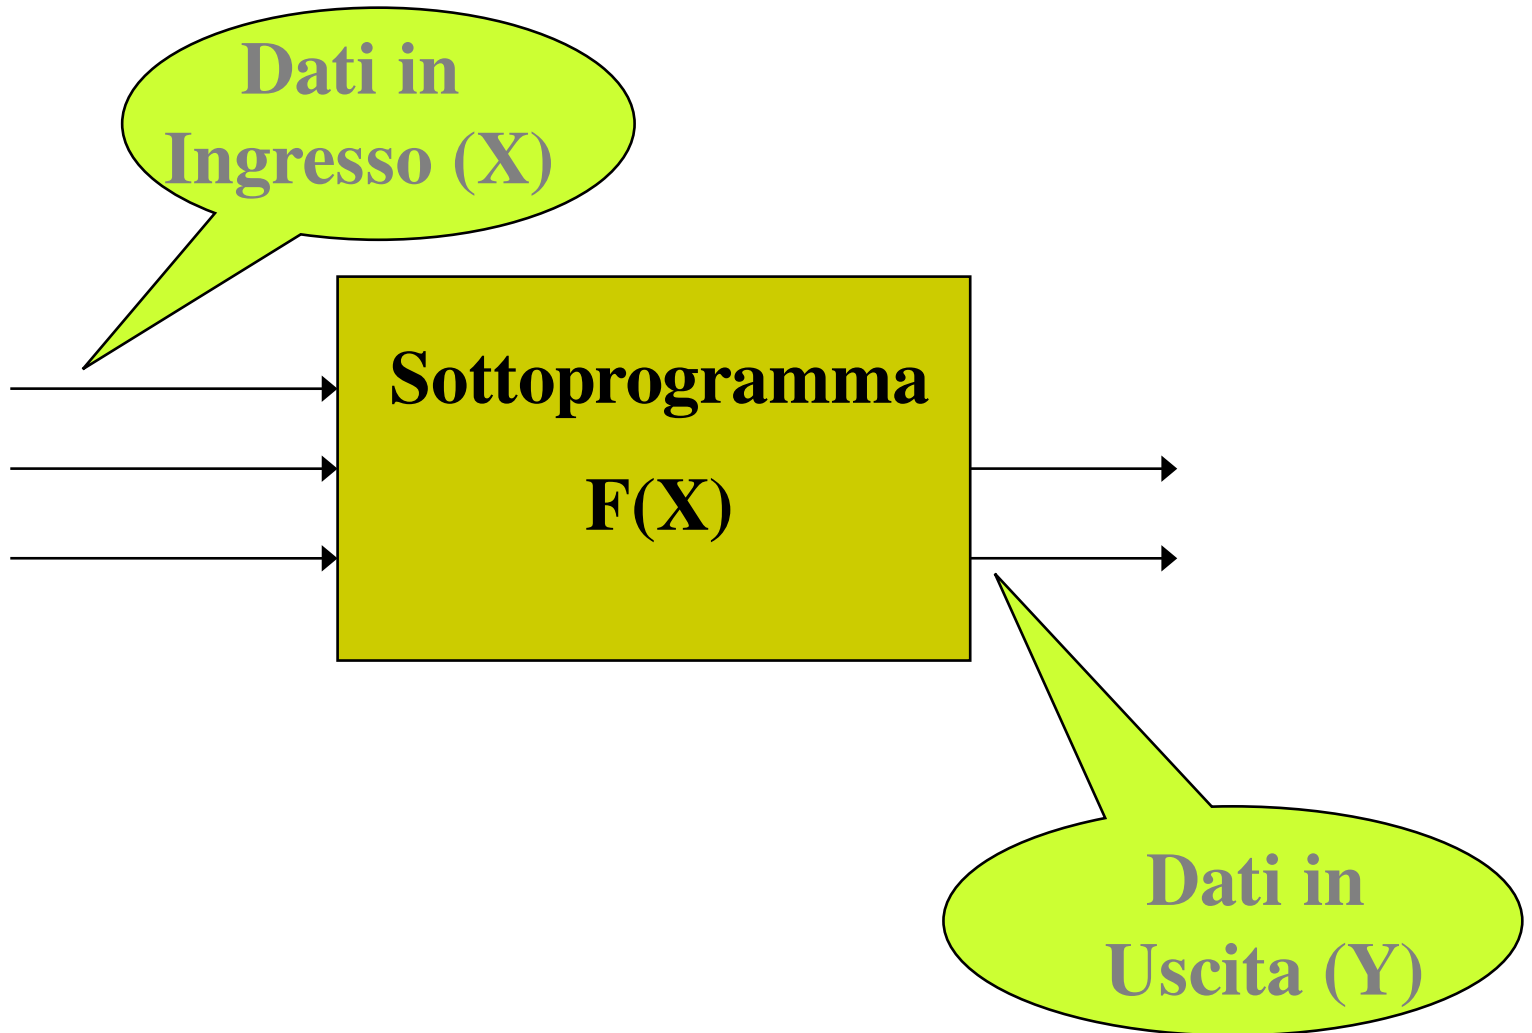 Dati in
Ingresso (X)
Sottoprogramma
F(X)
Dati in
Uscita (Y)